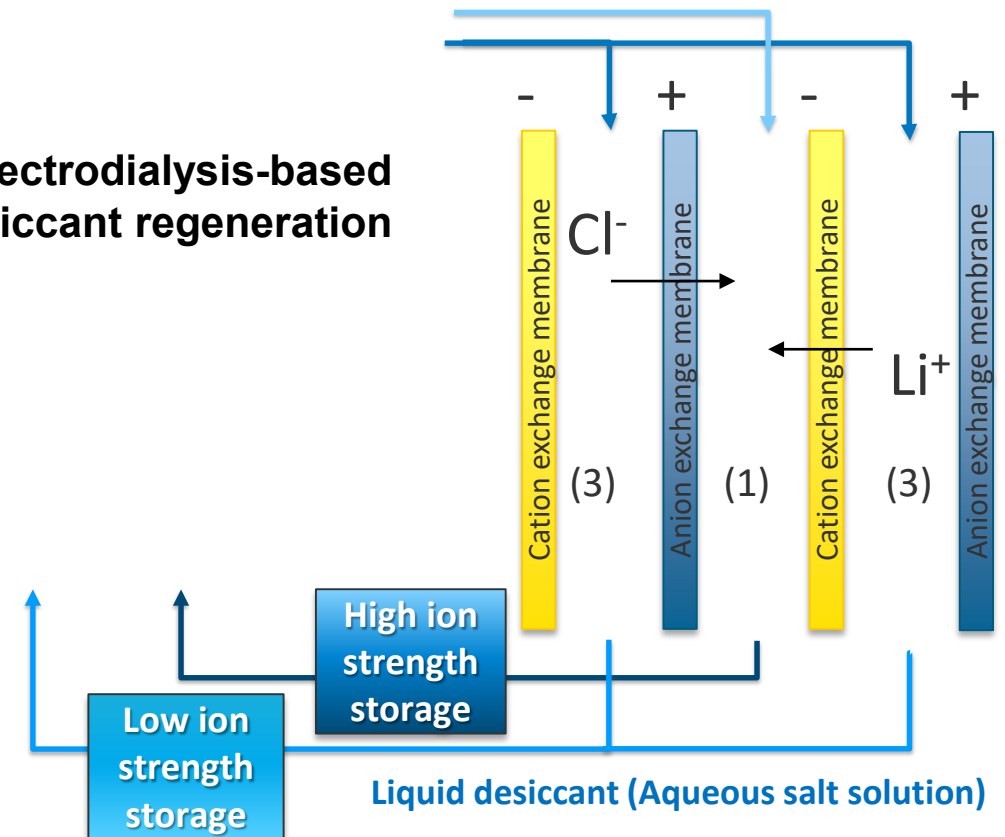 - + - +
ectrodialysis-based
iccant regeneration
Cl-
Li+
Cation exchange membrane
Anion exchange membrane
Cation exchange membrane
Anion exchange membrane
(3) (1) (3)
High ion
strength
storage
Low ion
strength
storage
Liquid desiccant (Aqueous salt solution)